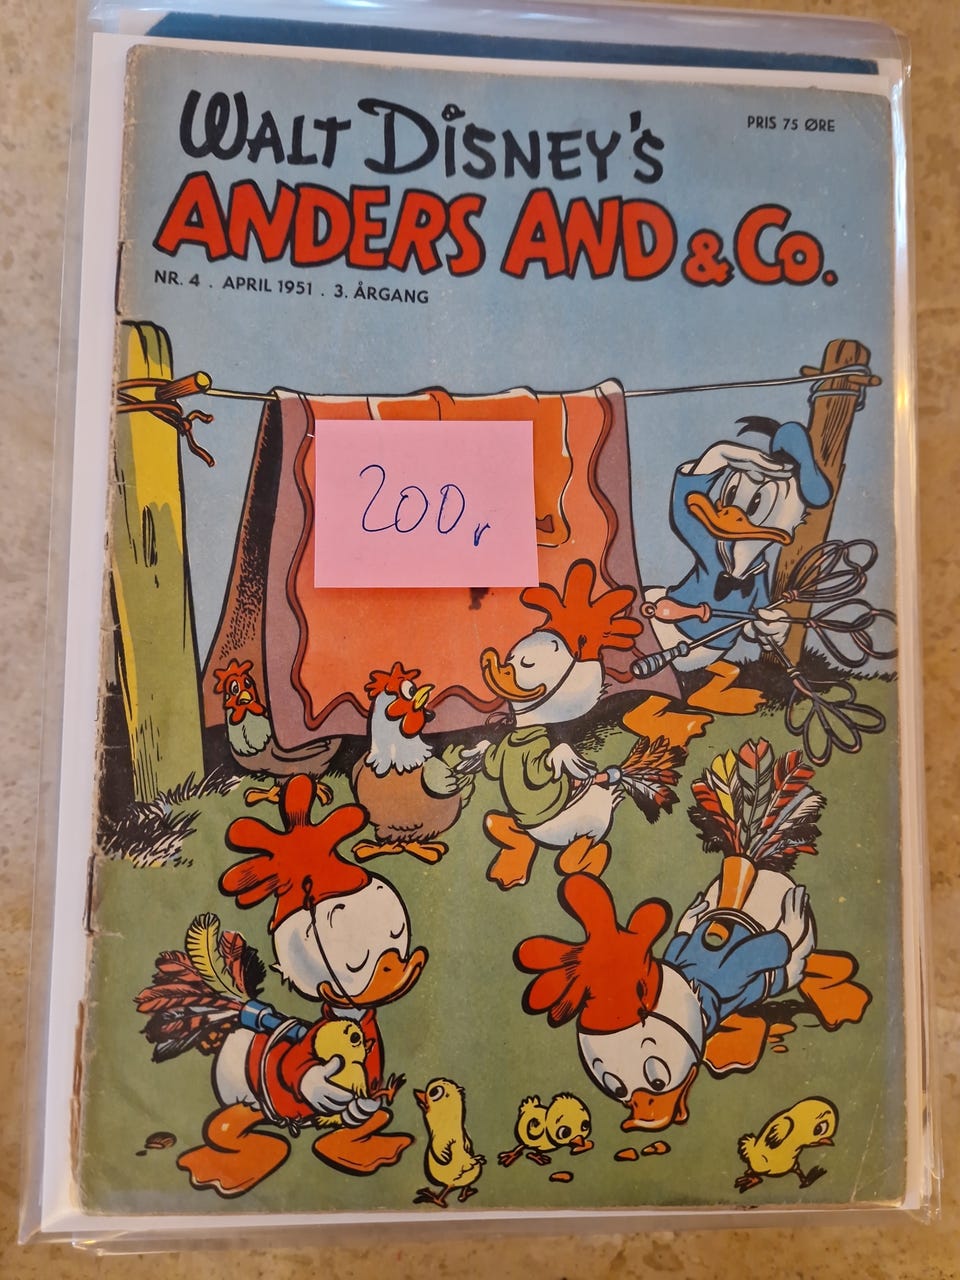 WALT DISNEY'S
PRIS 75 ØRE
ANDERS AND & Co.
NR. 4 . APRIL 1951 . 3. ÅRGANG
200,r